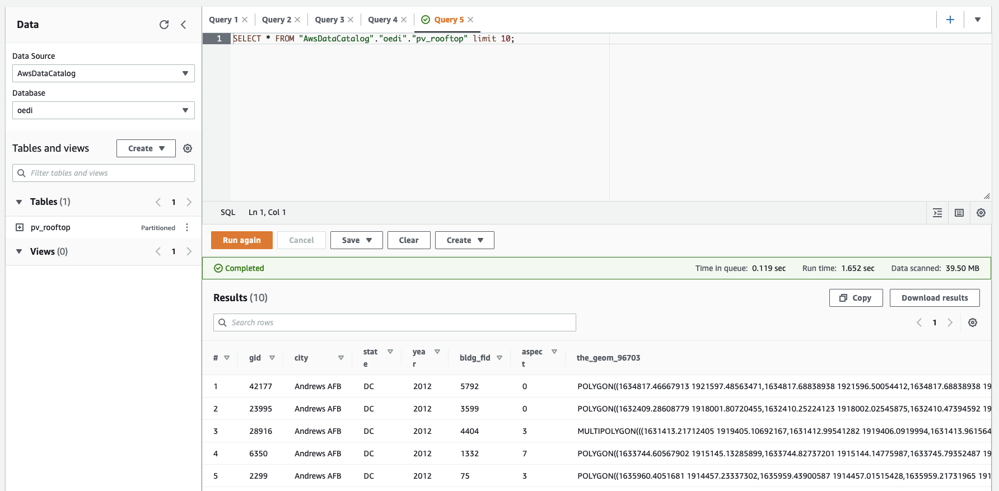 Data
Data Source
AwsDataCatalog
Database
oedi
Tables and views
Create
Filter tables and views
Tables (1)
1
pv_rooftop Partitioned
Views (0)
1
Query 1 Query 2 Query 3 Query 4 Query 5
1 SELECT * FROM "AwsDataCatalog"."oedi"."pv_rooftop" limit 10;
SQL Ln 1, Col 1
Run again Cancel Save Clear Create
Completed Time in queue: 0.119 sec Run time: 1.652 sec Data scanned: 39.50 MB
Results (10) Copy Download results
Search rows 1
# gid city state year bldg_fid aspect the_geom_96703
1 42177 Andrews AFB DC 2012 5792 0 POLYGON((1634817.46667913 1921597.48563471,1634817.68838938 1921596.50054412,1634817.68838938 19
2 23995 Andrews AFB DC 2012 3599 0 POLYGON((1632409.28608779 1918001.80720455,1632410.25224123 1918002.02545875,1632410.47394592 19
3 28916 Andrews AFB DC 2012 4404 3 MULTIPOLYGON(((1631413.21712405 1919405.10692167,1631412.99541282 1919406.0919994,1631413.961564
4 6350 Andrews AFB DC 2012 1332 7 POLYGON((1633744.60567902 1915145.13285899,1633744.82737201 1915144.14775987,1633745.79352487 19
5 2299 Andrews AFB DC 2012 75 3 POLYGON((1635960.4051681 1914457.23337302,1635959.43900587 1914457.01515428,1635959.21731965 191